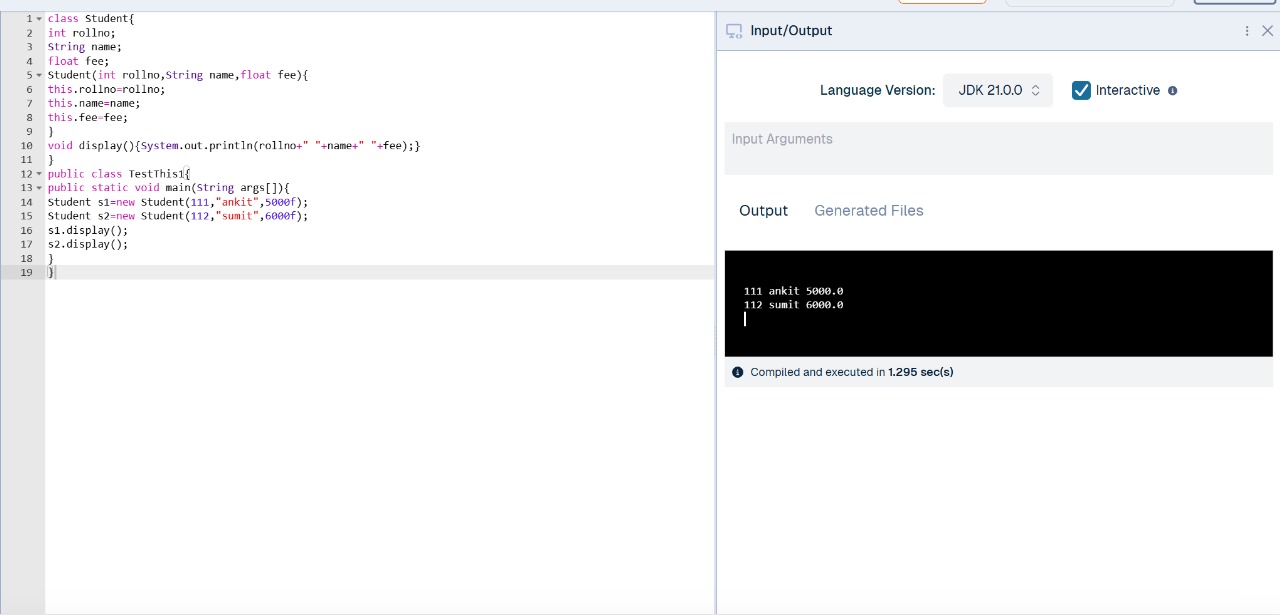 1 class Student{
2 int rollno;
3 String name;
4 float fee;
5 Student(int rollno,String name,float fee){
6 this.rollno=rollno;
7 this.name=name;
8 this.fee=fee;
9 }
10 void display(){System.out.println(rollno+" "+name+" "+fee);}
11 }
12 public class TestThis1{
13 public static void main(String args[]){
14 Student s1=new Student(111,"ankit",5000f);
15 Student s2=new Student(112,"sumit",6000f);
16 s1.display();
17 s2.display();
18 }
19 }
Input/Output
Language Version: JDK 21.0.0 Interactive
Input Arguments
Output Generated Files
111 ankit 5000.0
112 sumit 6000.0
Compiled and executed in 1.295 sec(s)